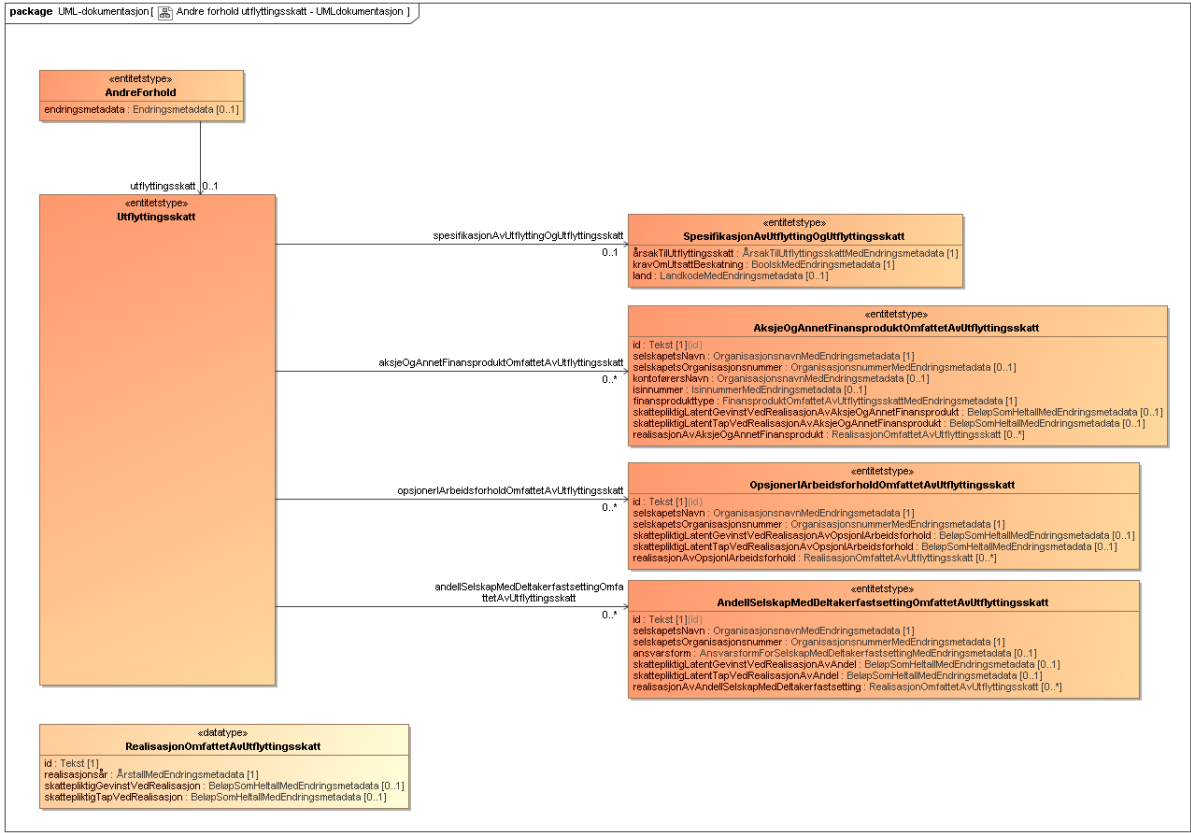 package UML-dokumentasjon [ Andre forhold utflyttingsskatt - UMLdokumentasjon ]
«entitetstype»
AndreForhold
endringsmetadata : Endringsmetadata [0..1]
utflyttingsskatt 0..1
«entitetstype»
Utflyttingsskatt
spesifikasjonAvUtflyttingOgUtflyttingsskatt
0..1
«entitetstype»
SpesifikasjonAvUtflyttingOgUtflyttingsskatt
årsakTilUtflyttingsskatt : ÅrsakTilUtflyttingsskattMedEndringsmetadata [1]
kravOmUtsattBeskatning : BoolskMedEndringsmetadata [1]
land : LandkodeMedEndringsmetadata [0..1]
aksjeOgAnnetFinansproduktOmfattetAvUtflyttingsskatt
0..*
«entitetstype»
AksjeOgAnnetFinansproduktOmfattetAvUtflyttingsskatt
id : Tekst [1]{id}
selskapetsNavn : OrganisasjonsnavnMedEndringsmetadata [1]
selskapetsOrganisasjonsnummer : OrganisasjonsnummerMedEndringsmetadata [0..1]
kontoførersNavn : OrganisasjonsnavnMedEndringsmetadata [0..1]
isinnummer : IsinnummerMedEndringsmetadata [0..1]
finansprodukttype : FinansproduktOmfattetAvUtflyttingsskattMedEndringsmetadata [1]
skattepliktigLatentGevinstVedRealisasjonAvAksjeOgAnnetFinansprodukt : BeløpSomHeltallMedEndringsmetadata [0..1]
skattepliktigLatentTapVedRealisasjonAvAksjeOgAnnetFinansprodukt : BeløpSomHeltallMedEndringsmetadata [0..1]
realisasjonAvAksjeOgAnnetFinansprodukt : RealisasjonOmfattetAvUtflyttingsskatt [0..*]
opsjonerIArbeidsforholdOmfattetAvUtflyttingsskatt
0..*
«entitetstype»
OpsjonerIArbeidsforholdOmfattetAvUtflyttingsskatt
id : Tekst [1]{id}
selskapetsNavn : OrganisasjonsnavnMedEndringsmetadata [1]
selskapetsOrganisasjonsnummer : OrganisasjonsnummerMedEndringsmetadata [1]
skattepliktigLatentGevinstVedRealisasjonAvOpsjonIArbeidsforhold : BeløpSomHeltallMedEndringsmetadata [0..1]
skattepliktigLatentTapVedRealisasjonAvOpsjonIArbeidsforhold : BeløpSomHeltallMedEndringsmetadata [0..1]
realisasjonAvOpsjonIArbeidsforhold : RealisasjonOmfattetAvUtflyttingsskatt [0..*]
andelISelskapMedDeltakerfastsettingOmfa
ttetAvUtflyttingsskatt
0..*
«entitetstype»
AndelISelskapMedDeltakerfastsettingOmfattetAvUtflyttingsskatt
id : Tekst [1]{id}
selskapetsNavn : OrganisasjonsnavnMedEndringsmetadata [1]
selskapetsOrganisasjonsnummer : OrganisasjonsnummerMedEndringsmetadata [1]
ansvarsform : AnsvarsformForSelskapMedDeltakerfastsettingMedEndringsmetadata [0..1]
skattepliktigLatentGevinstVedRealisasjonAvAndel : BeløpSomHeltallMedEndringsmetadata [0..1]
skattepliktigLatentTapVedRealisasjonAvAndel : BeløpSomHeltallMedEndringsmetadata [0..1]
realisasjonAvAndelISelskapMedDeltakerfastsetting : RealisasjonOmfattetAvUtflyttingsskatt [0..*]
«datatype»
RealisasjonOmfattetAvUtflyttingsskatt
id : Tekst [1]
realisasjonsår : ÅrstallMedEndringsmetadata [1]
skattepliktigGevinstVedRealisasjon : BeløpSomHeltallMedEndringsmetadata [0..1]
skattepliktigTapVedRealisasjon : BeløpSomHeltallMedEndringsmetadata [0..1]